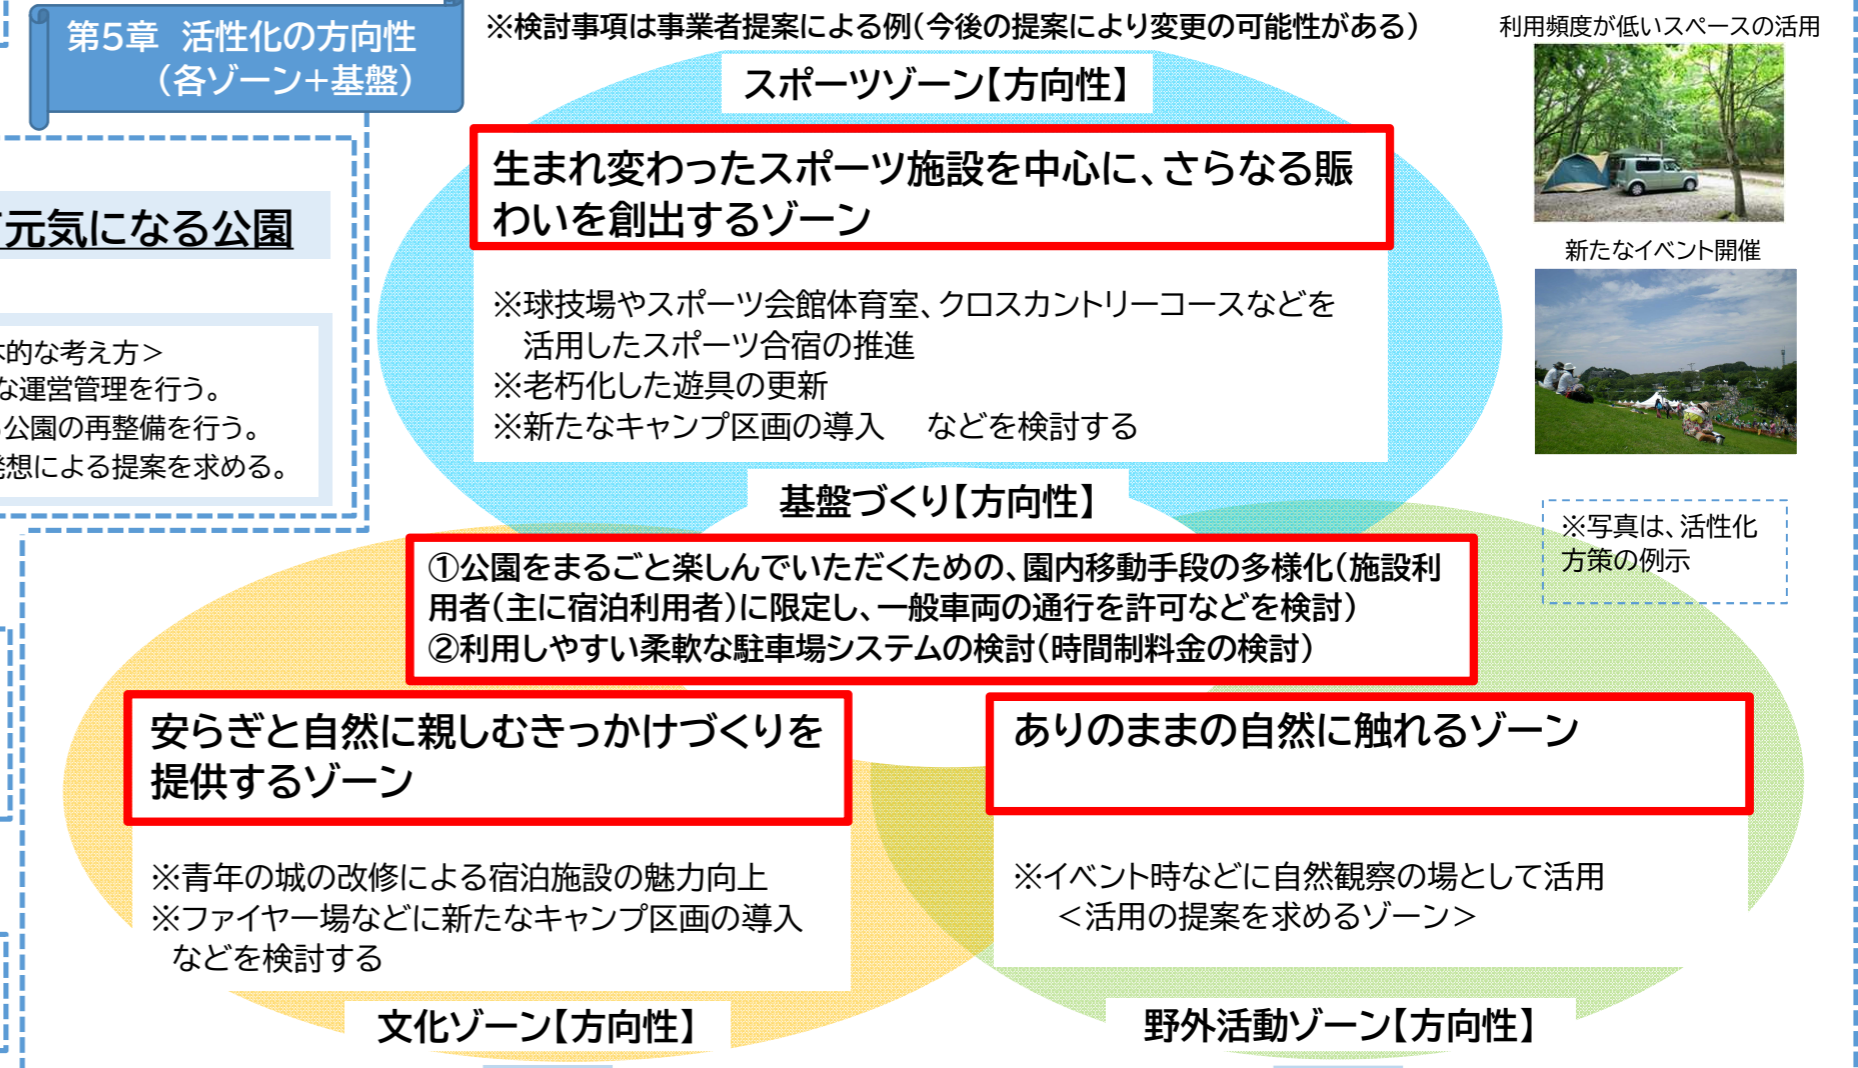 第5章 活性化の方向性
(各ゾーン+基盤)
※検討事項は事業者提案による例(今後の提案により変更の可能性がある)
利用頻度が低いスペースの活用
新たなイベント開催
※写真は、活性化
方策の例示
元気になる公園
的な考え方>
な運営管理を行う。
公園の再整備を行う。
発想による提案を求める。
スポーツゾーン【方向性】
生まれ変わったスポーツ施設を中心に、さらなる賑
わいを創出するゾーン
※球技場やスポーツ会館体育室、クロスカントリーコースなどを
活用したスポーツ合宿の推進
※老朽化した遊具の更新
※新たなキャンプ区画の導入 などを検討する
基盤づくり【方向性】
①公園をまるごと楽しんでいただくための、園内移動手段の多様化(施設利
用者(主に宿泊利用者)に限定し、一般車両の通行を許可などを検討)
②利用しやすい柔軟な駐車場システムの検討(時間制料金の検討)
安らぎと自然に親しむきっかけづくりを
提供するゾーン
※青年の城の改修による宿泊施設の魅力向上
※ファイヤー場などに新たなキャンプ区画の導入
などを検討する
文化ゾーン【方向性】
ありのままの自然に触れるゾーン
※イベント時などに自然観察の場として活用
<活用の提案を求めるゾーン>
野外活動ゾーン【方向性】